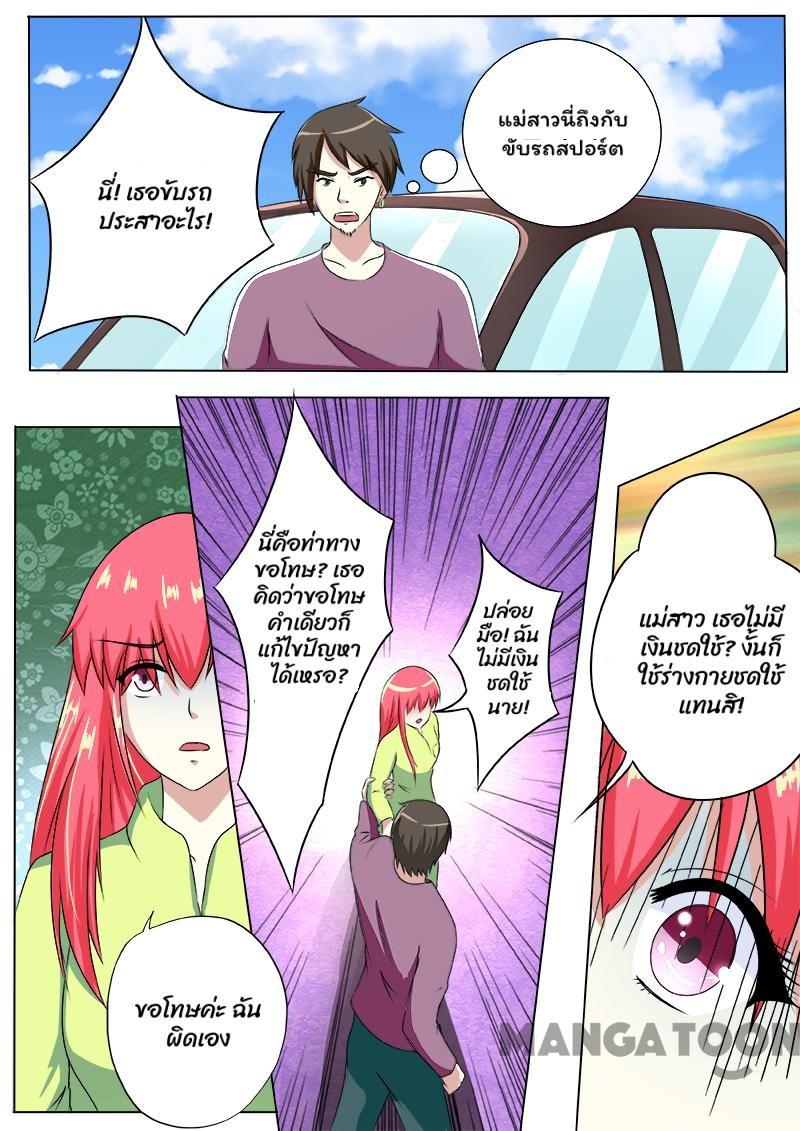 นี่! เธอขับรถ
ประสาอะไร!
แม่สาวนี่ถึงกับ
ขับรถสปอร์ต
ขอโทษค่ะ ฉัน
ผิดเอง
นี่คือท่าทาง
ขอโทษ? เธอ
คิดว่าขอโทษ
คำเดียวก็
แก้ไขปัญหา
ได้เหรอ?
ปล่อย
มือ! ฉัน
ไม่มีเงิน
ชดใช้
นาย!
แม่สาว เธอไม่มี
เงินชดใช้? งั้นก็
ใช้ร่างกายชดใช้
แทนสิ!
MANGATOON